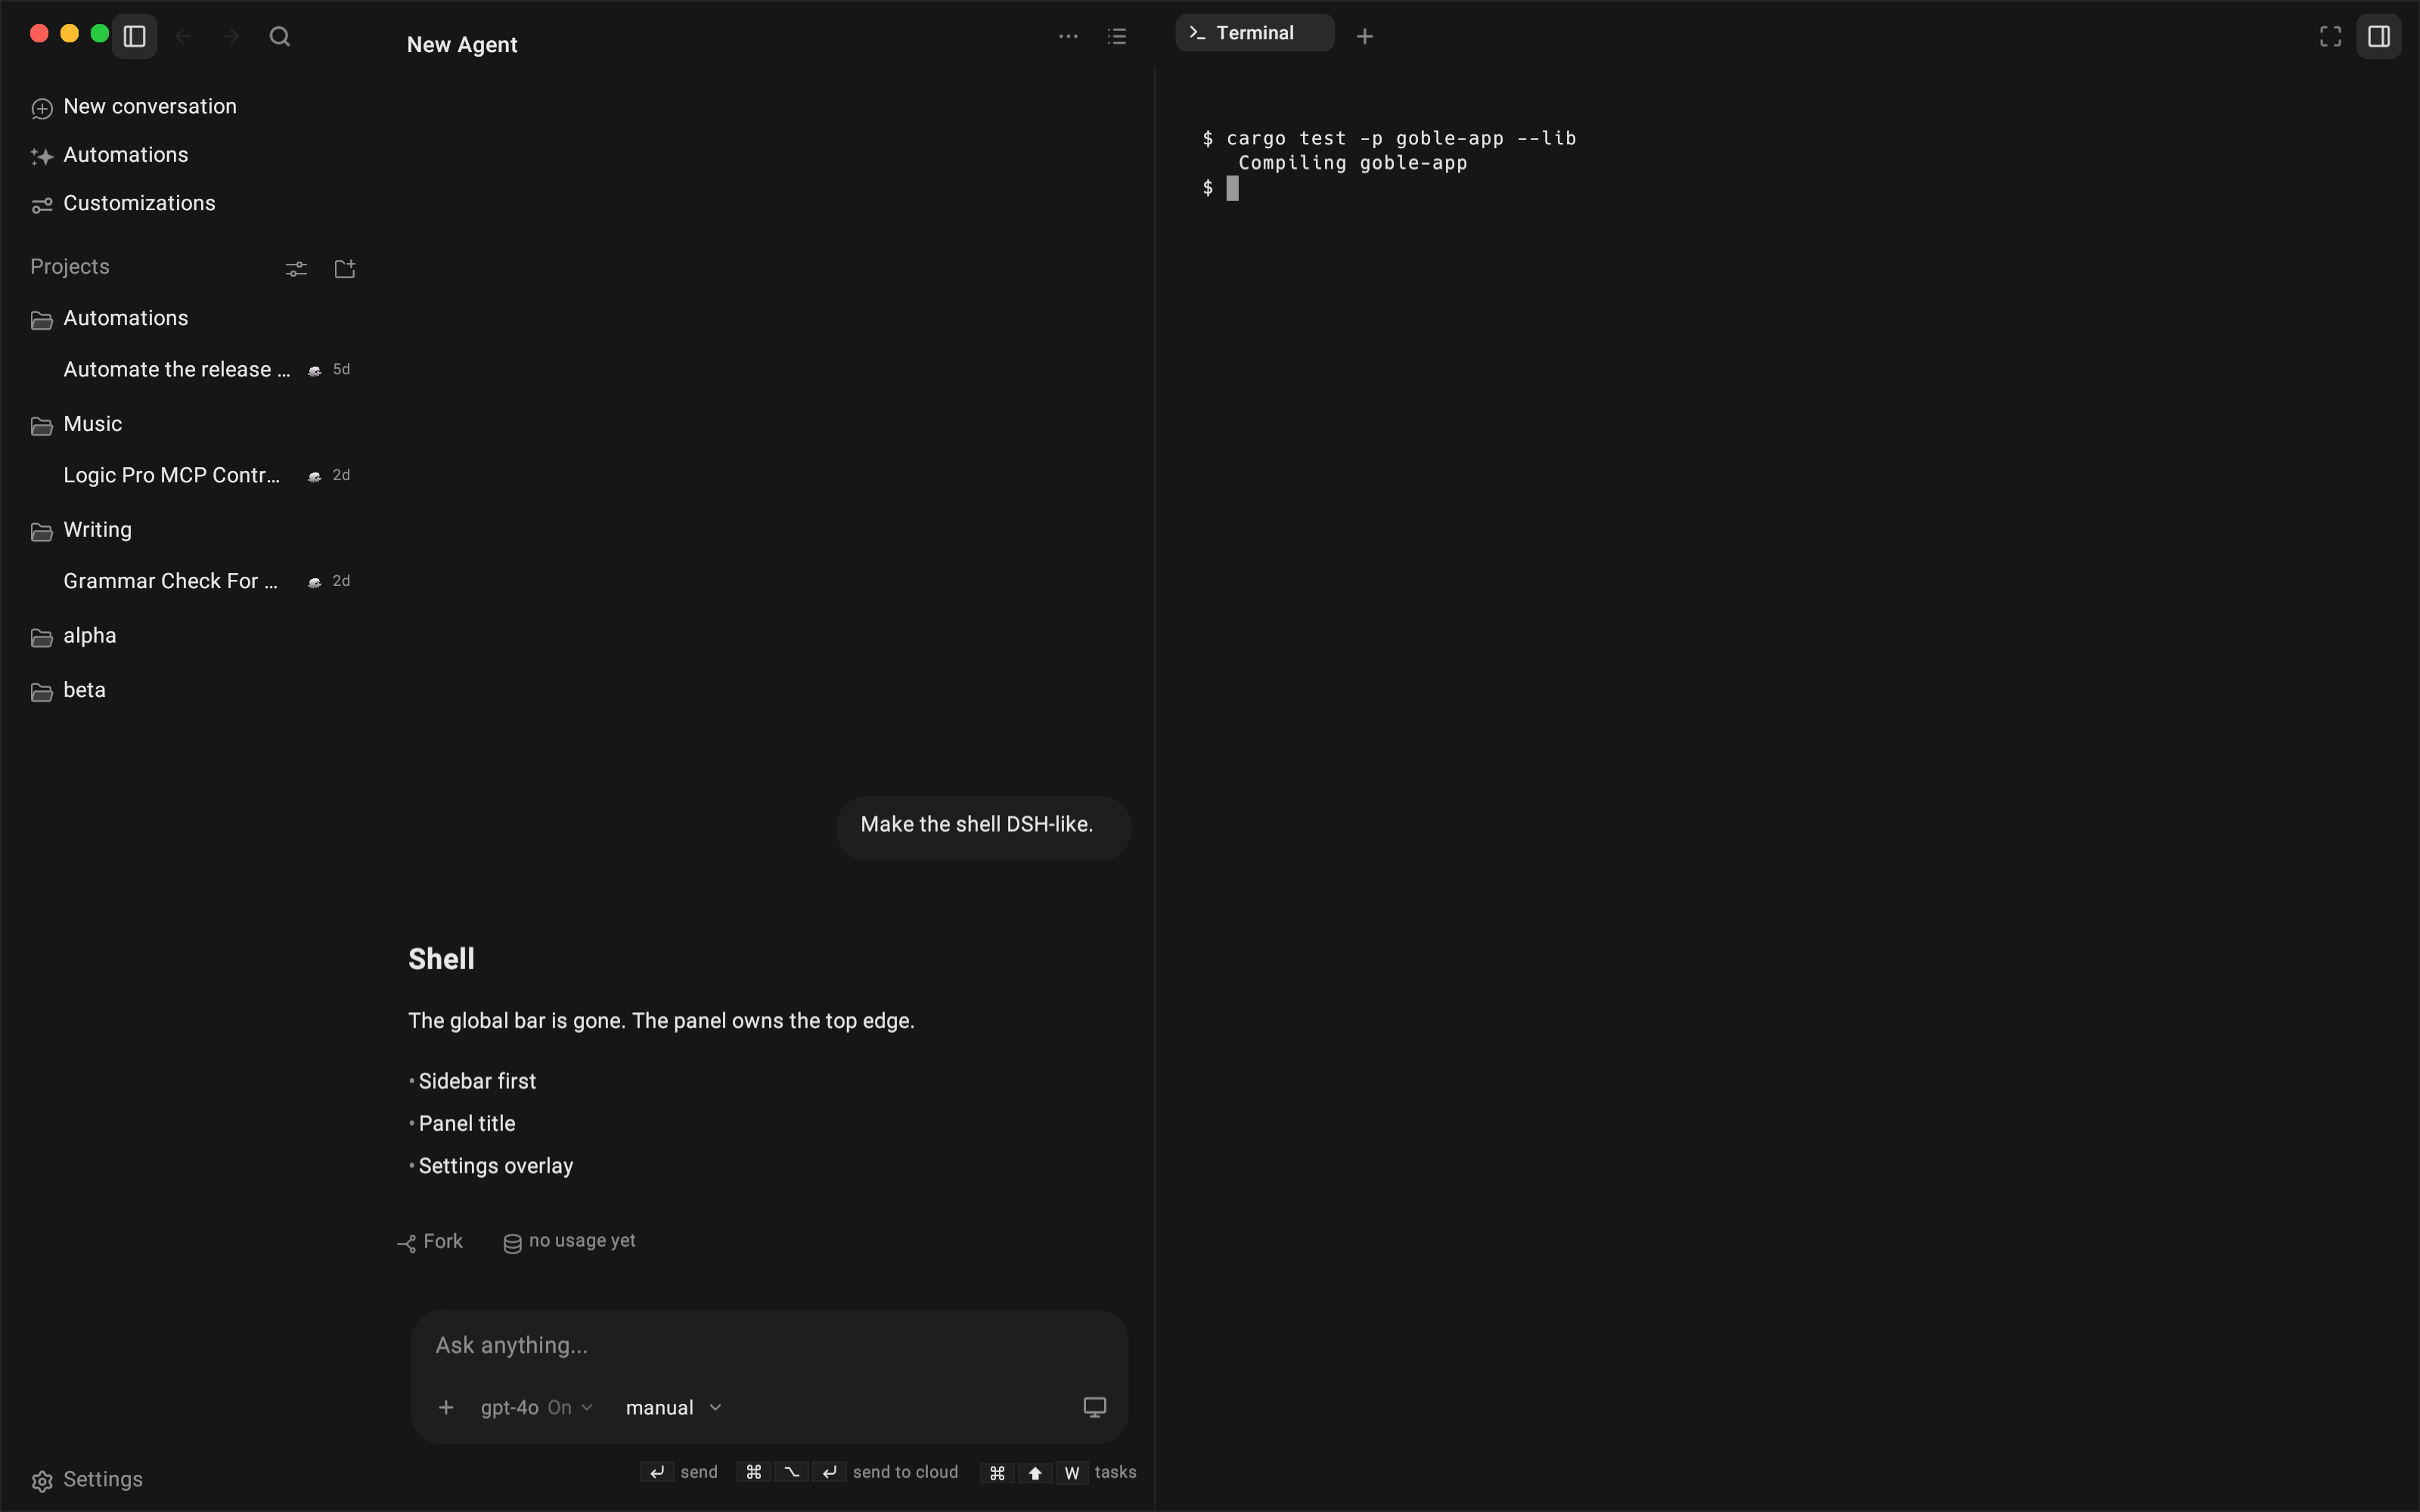 New Agent
Terminal
New conversation
Automations
Customizations
Projects
Automations
Automate the release ... 5d
Music
Logic Pro MCP Contr... 2d
Writing
Grammar Check For ... 2d
alpha
beta
Settings
Make the shell DSH-like.
Shell
The global bar is gone. The panel owns the top edge.
• Sidebar first
• Panel title
• Settings overlay
Fork no usage yet
Ask anything...
+ gpt-4o On manual
↵ send ⌘ ⌥ ↵ send to cloud ⌘ ⬆ W tasks
$ cargo test -p goble-app --lib
Compiling goble-app
$